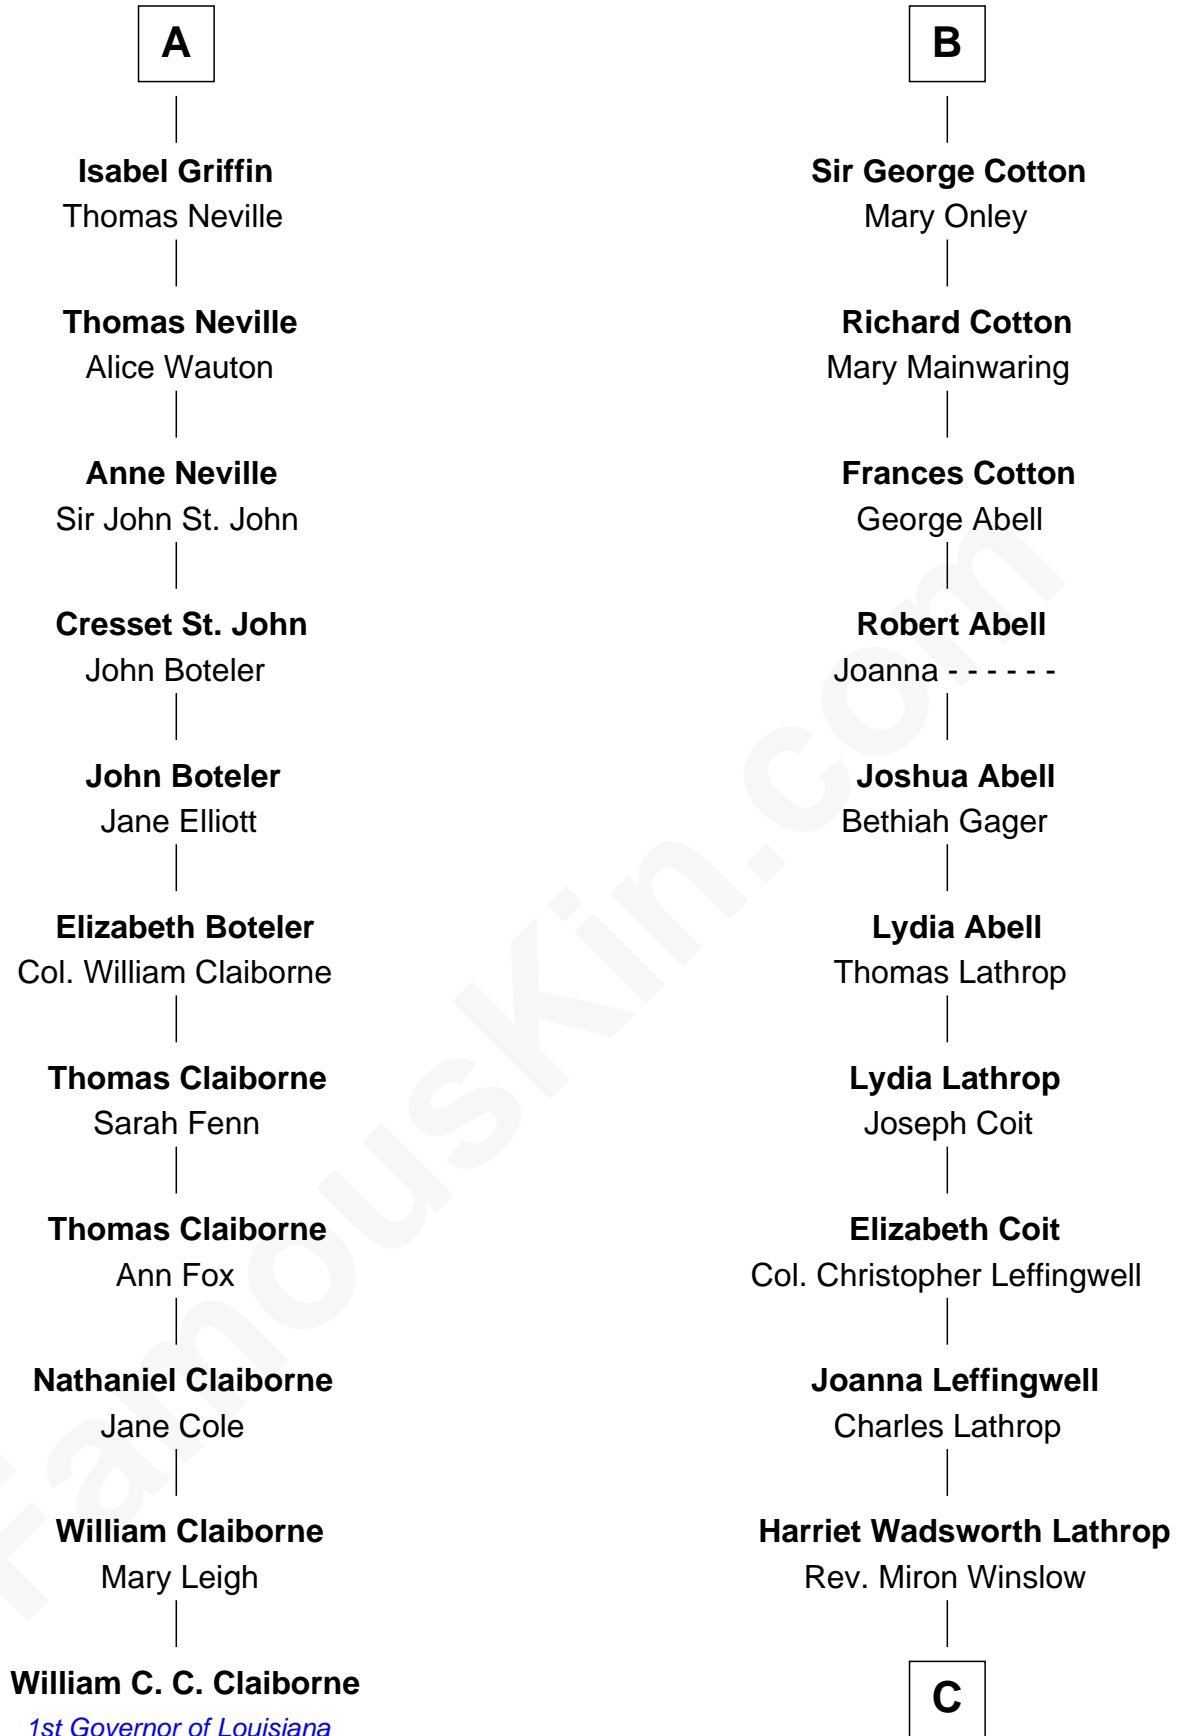 A
Isabel Griffin
Thomas Neville
Thomas Neville
Alice Wauton
Anne Neville
Sir John St. John
Cresset St. John
John Boteler
John Boteler
Jane Elliott
Elizabeth Boteler
Col. William Claiborne
Thomas Claiborne
Sarah Fenn
Thomas Claiborne
Ann Fox
Nathaniel Claiborne
Jane Cole
William Claiborne
Mary Leigh
William C. C. Claiborne
1st Governor of Louisiana
B
Sir George Cotton
Mary Onley
Richard Cotton
Mary Mainwaring
Frances Cotton
George Abell
Robert Abell
Joanna - - - - - -
Joshua Abell
Bethiah Gager
Lydia Abell
Thomas Lathrop
Lydia Lathrop
Joseph Coit
Elizabeth Coit
Col. Christopher Leffingwell
Joanna Leffingwell
Charles Lathrop
Harriet Wadsworth Lathrop
Rev. Miron Winslow
C
FamousKin.com